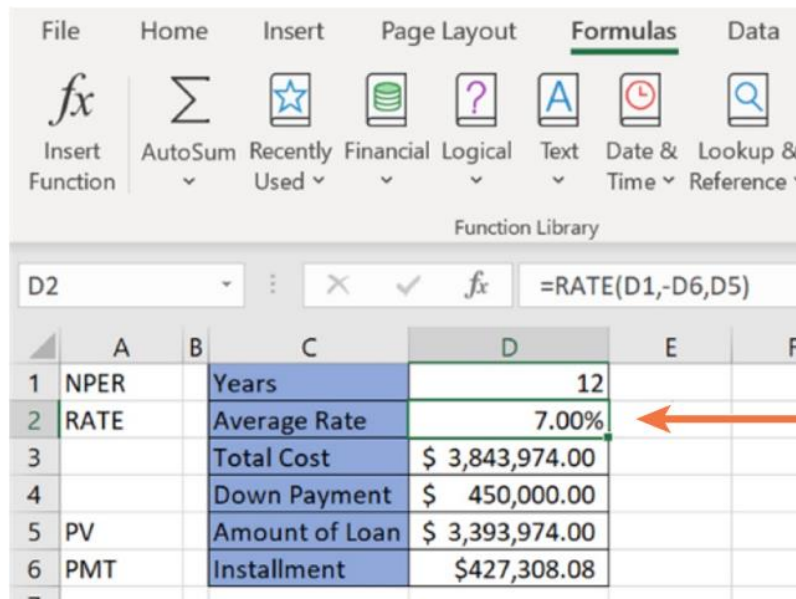 File Home Insert Page Layout Formulas Data
fx
Insert Function
AutoSum
Recently Used
Financial
Logical
Text
Date & Time
Lookup & Reference
Function Library
D2 fx =RATE(D1,-D6,D5)
A B C D E F
1 NPER Years 12
2 RATE Average Rate 7.00%
3 Total Cost $ 3,843,974.00
4 Down Payment $ 450,000.00
5 PV Amount of Loan $ 3,393,974.00
6 PMT Installment $427,308.08